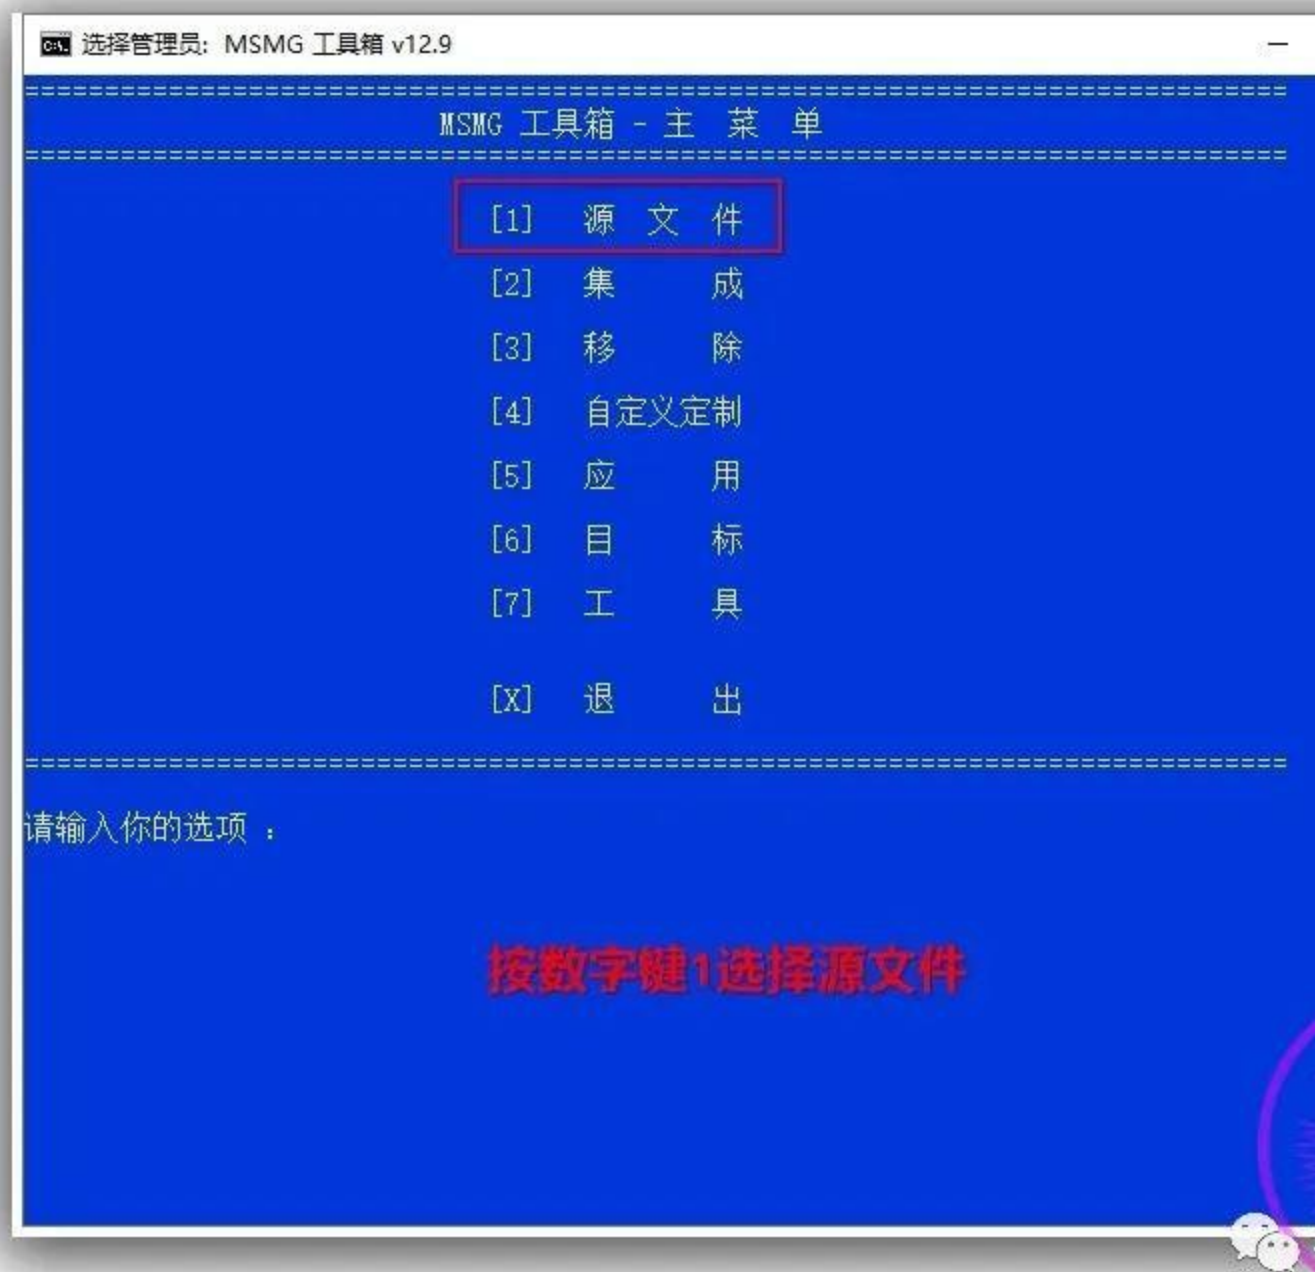 选择管理员: MSMG 工具箱 v12.9
===============================================================================
MSMG 工具箱 - 主 菜 单
===============================================================================
[1] 源 文 件
[2] 集 成
[3] 移 除
[4] 自定义定制
[5] 应 用
[6] 目 标
[7] 工 具
[X] 退 出
===============================================================================
请输入你的选项 :
按数字键1选择源文件